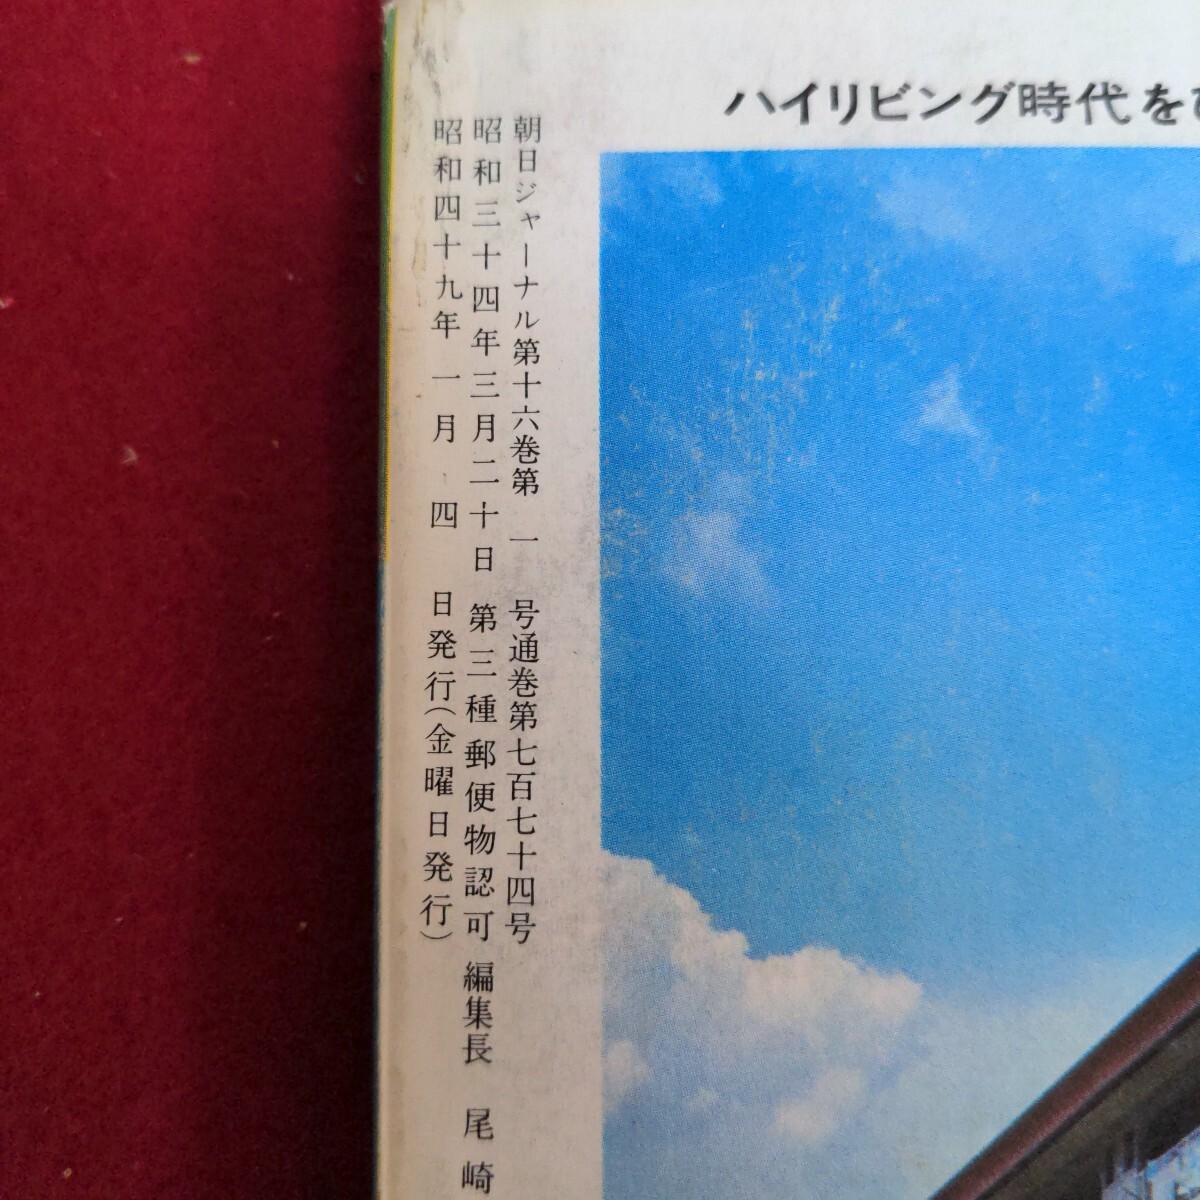 ハイリビング時代を
朝日ジャーナル第十六巻第一号通巻第七百七十四号
昭和三十四年三月二十日第三種郵便物認可 編集長 尾崎
昭和四十九年一月四日発行(金曜日発行)